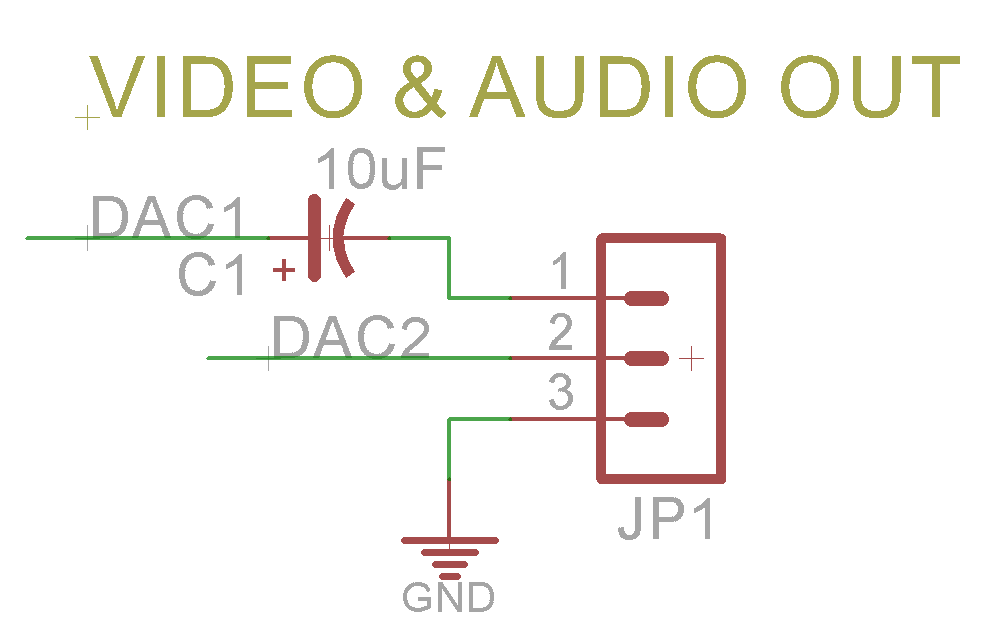 VIDEO & AUDIO OUT
10uF
DAC1
C1 +
1
DAC2
2
3
JP1
GND